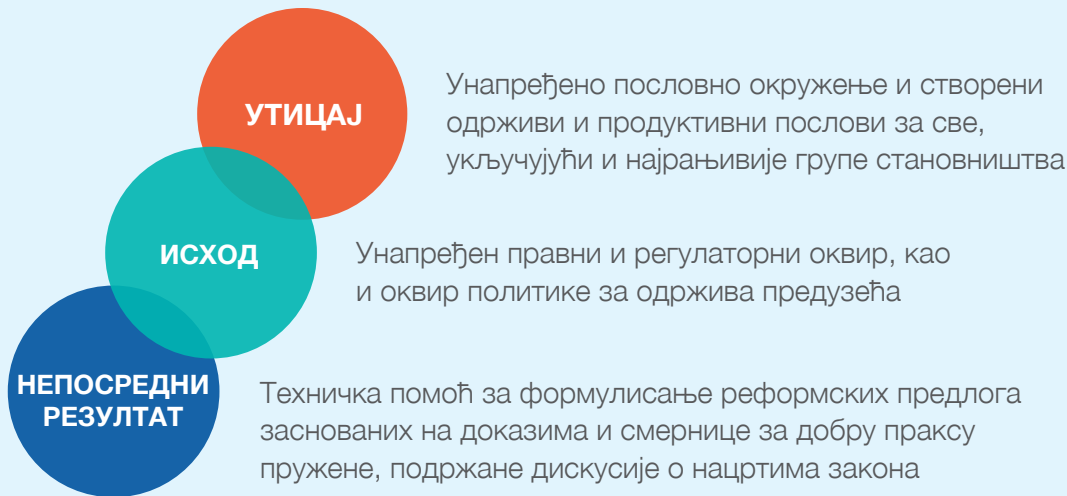 УТИЦАЈ
Унапређено пословно окружење и створени
одрживи и продуктивни послови за све,
укључујући и најрањивије групе становништва
ИСХОД
Унапређен правни и регулаторни оквир, као
и оквир политике за одржива предузећа
НЕПОСРЕДНИ
РЕЗУЛТАТ
Техничка помоћ за формулисање реформских предлога
заснованих на доказима и смернице за добру праксу
пружене, подржане дискусије о нацртима закона